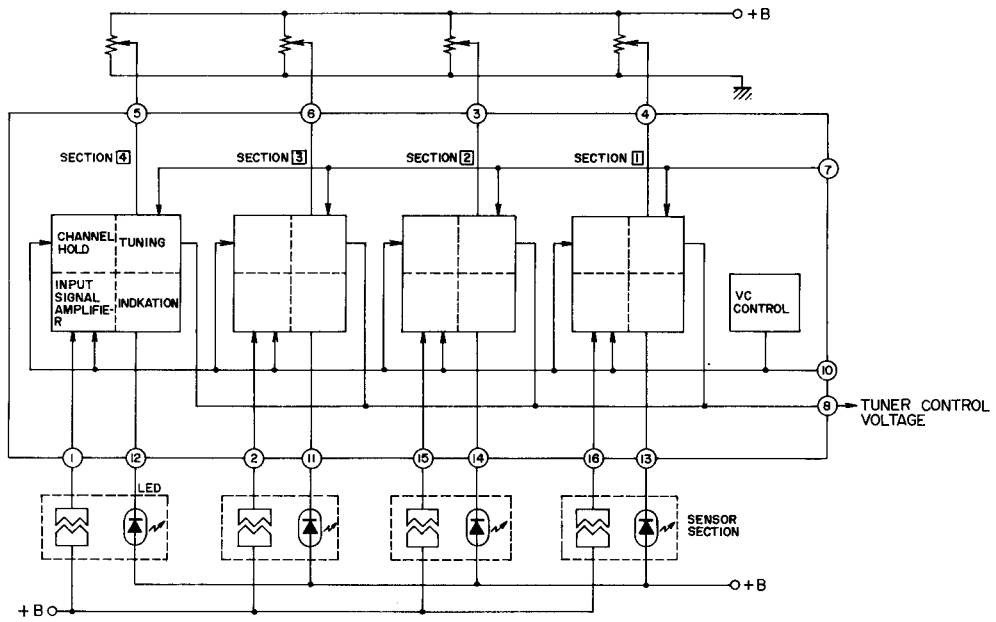 +B
5
6
3
4
SECTION 4
SECTION 3
SECTION 2
SECTION 1
7
CHANNEL HOLD
TUNING
INPUT SIGNAL AMPLIFIE-R
INDKATION
VC CONTROL
10
8
TUNER CONTROL VOLTAGE
1
12
2
11
15
14
16
13
LED
SENSOR SECTION
+B
+B